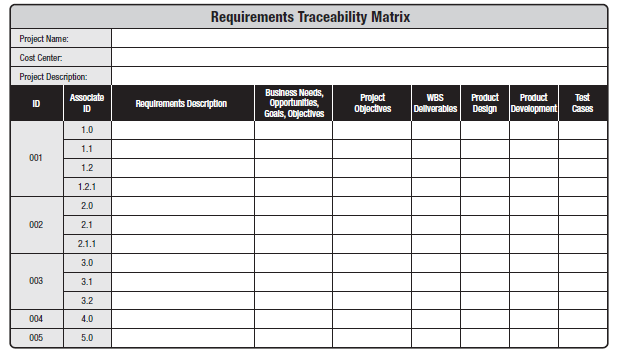 Requirements Traceability Matrix
Project Name:
Cost Center:
Project Description:
ID
Associate
ID
Requirements Description
Business Needs,
Opportunities,
Goals, Objectives
Project
Objectives
WBS
Deliverables
Product
Design
Product
Development
Test
Cases
001
1.0
1.1
1.2
1.2.1
002
2.0
2.1
2.1.1
003
3.0
3.1
3.2
004
4.0
005
5.0